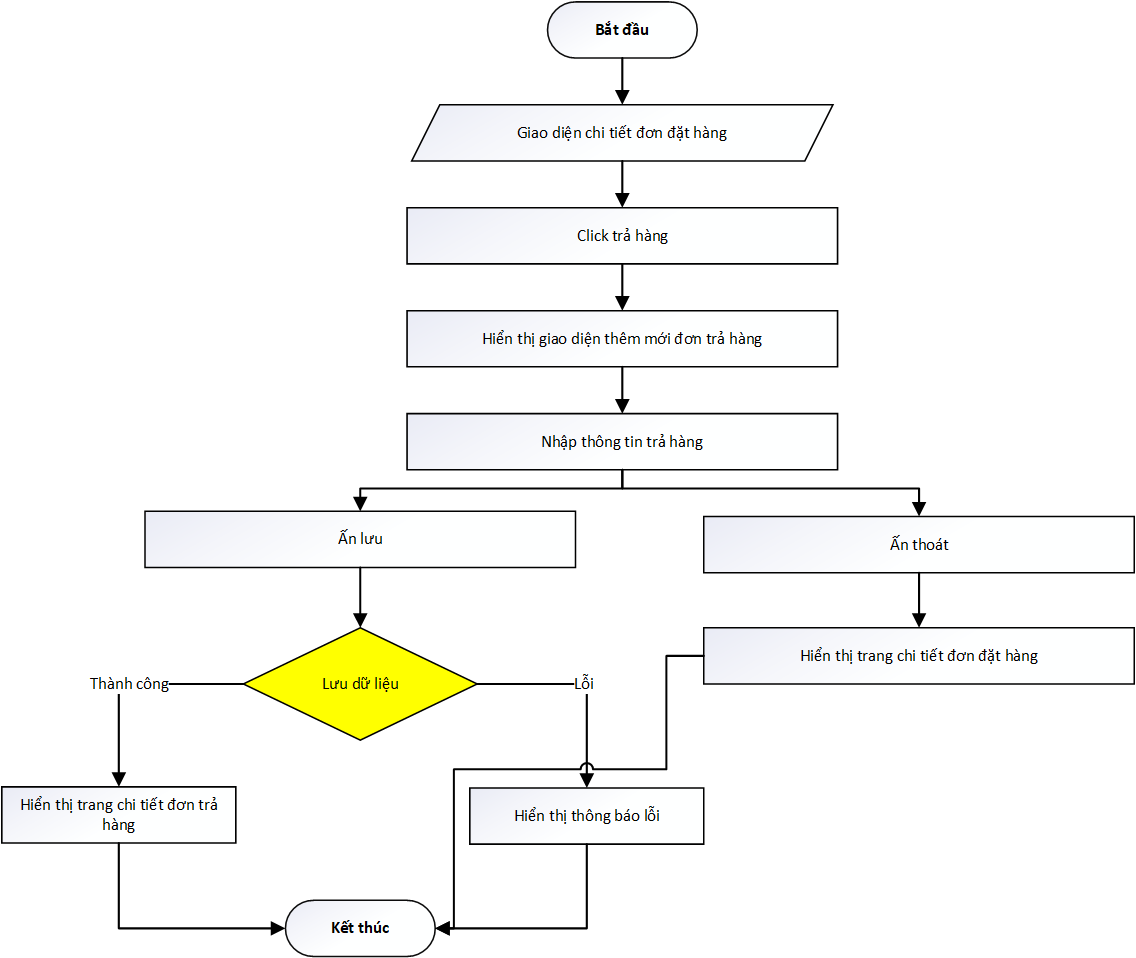 Bắt đầu
Giao diện chi tiết đơn đặt hàng
Click trả hàng
Hiển thị giao diện thêm mới đơn trả hàng
Nhập thông tin trả hàng
Ấn lưu
Ấn thoát
Hiển thị trang chi tiết đơn đặt hàng
Thành công
Lưu dữ liệu
Lỗi
Hiển thị trang chi tiết đơn trả
hàng
Hiển thị thông báo lỗi
Kết thúc